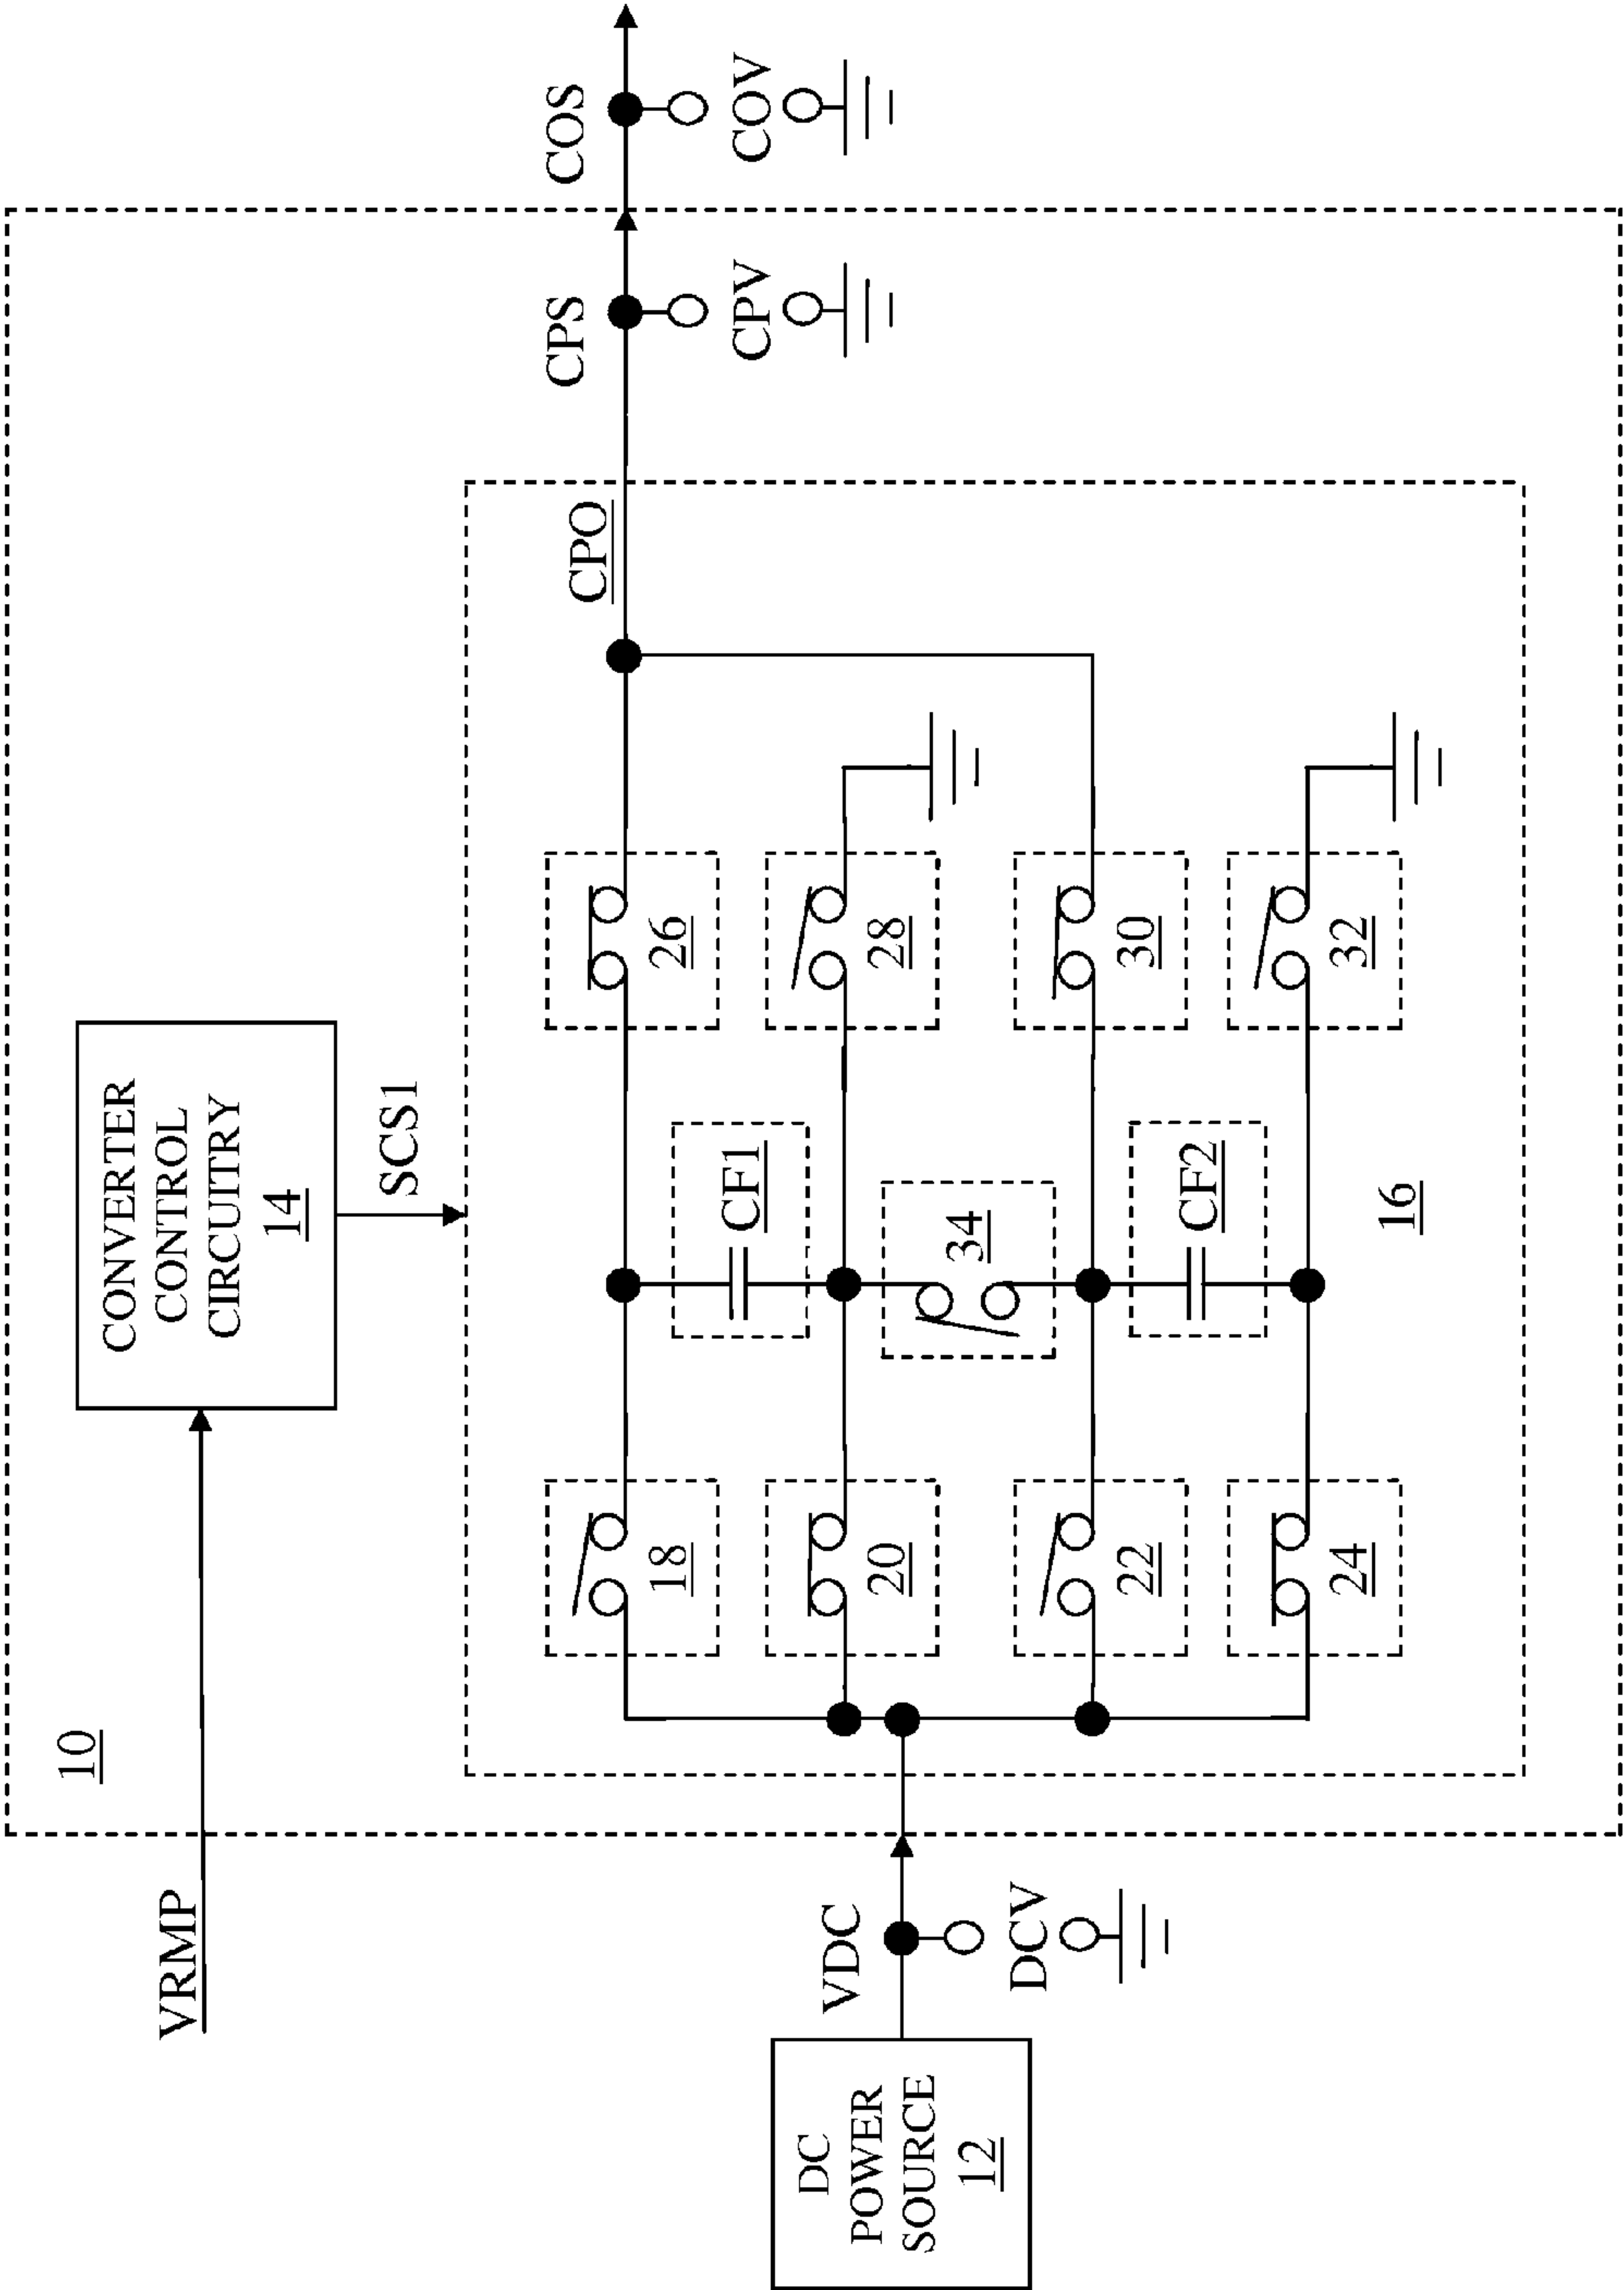 10
VRMP
CONVERTER
CONTROL
CIRCUITRY
14
SCS1
CPO
CPS
CPV
COS
COV
18
26
CF1
20
28
34
22
30
CF2
24
32
16
VDC
DCV
DC
POWER
SOURCE
12